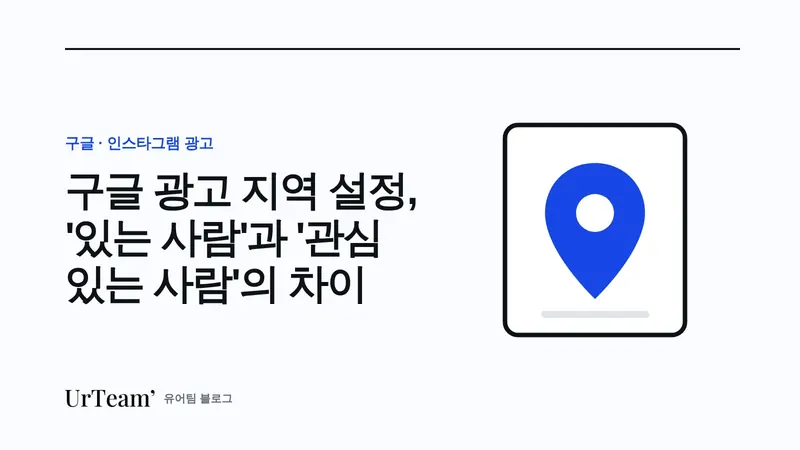 구글 · 인스타그램 광고
구글 광고 지역 설정,
'있는 사람'과 '관심
있는 사람'의 차이
UrTeam’ 유어팀 블로그